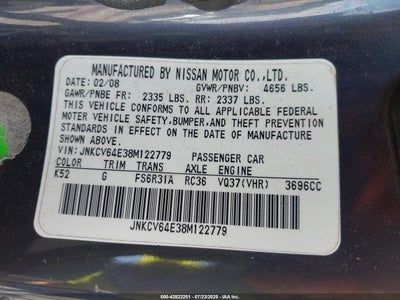 MANUFACTURED BY NISSAN MOTOR CO.,LTD.
DATE: 02/08 GVWR/PNBV: 4656 LBS.
GAWR/PNBE FR: 2335 LBS. RR: 2337 LBS.
THIS VEHICLE CONFORMS TO ALL APPLICABLE FEDERAL
MOTOR VEHICLE SAFETY, BUMPER, AND THEFT PREVENTION
STANDARDS IN EFFECT ON THE DATE OF MANUFACTURE
SHOWN ABOVE.
VIN: JNKCV64E38M122779 PASSENGER CAR
COLOR TRIM TRANS AXLE ENGINE
K52 G FS6R31A RC36 VQ37(VHR) 3696CC
JNKCV64E38M122779
000-42822201 - 07/23/2025 - USA